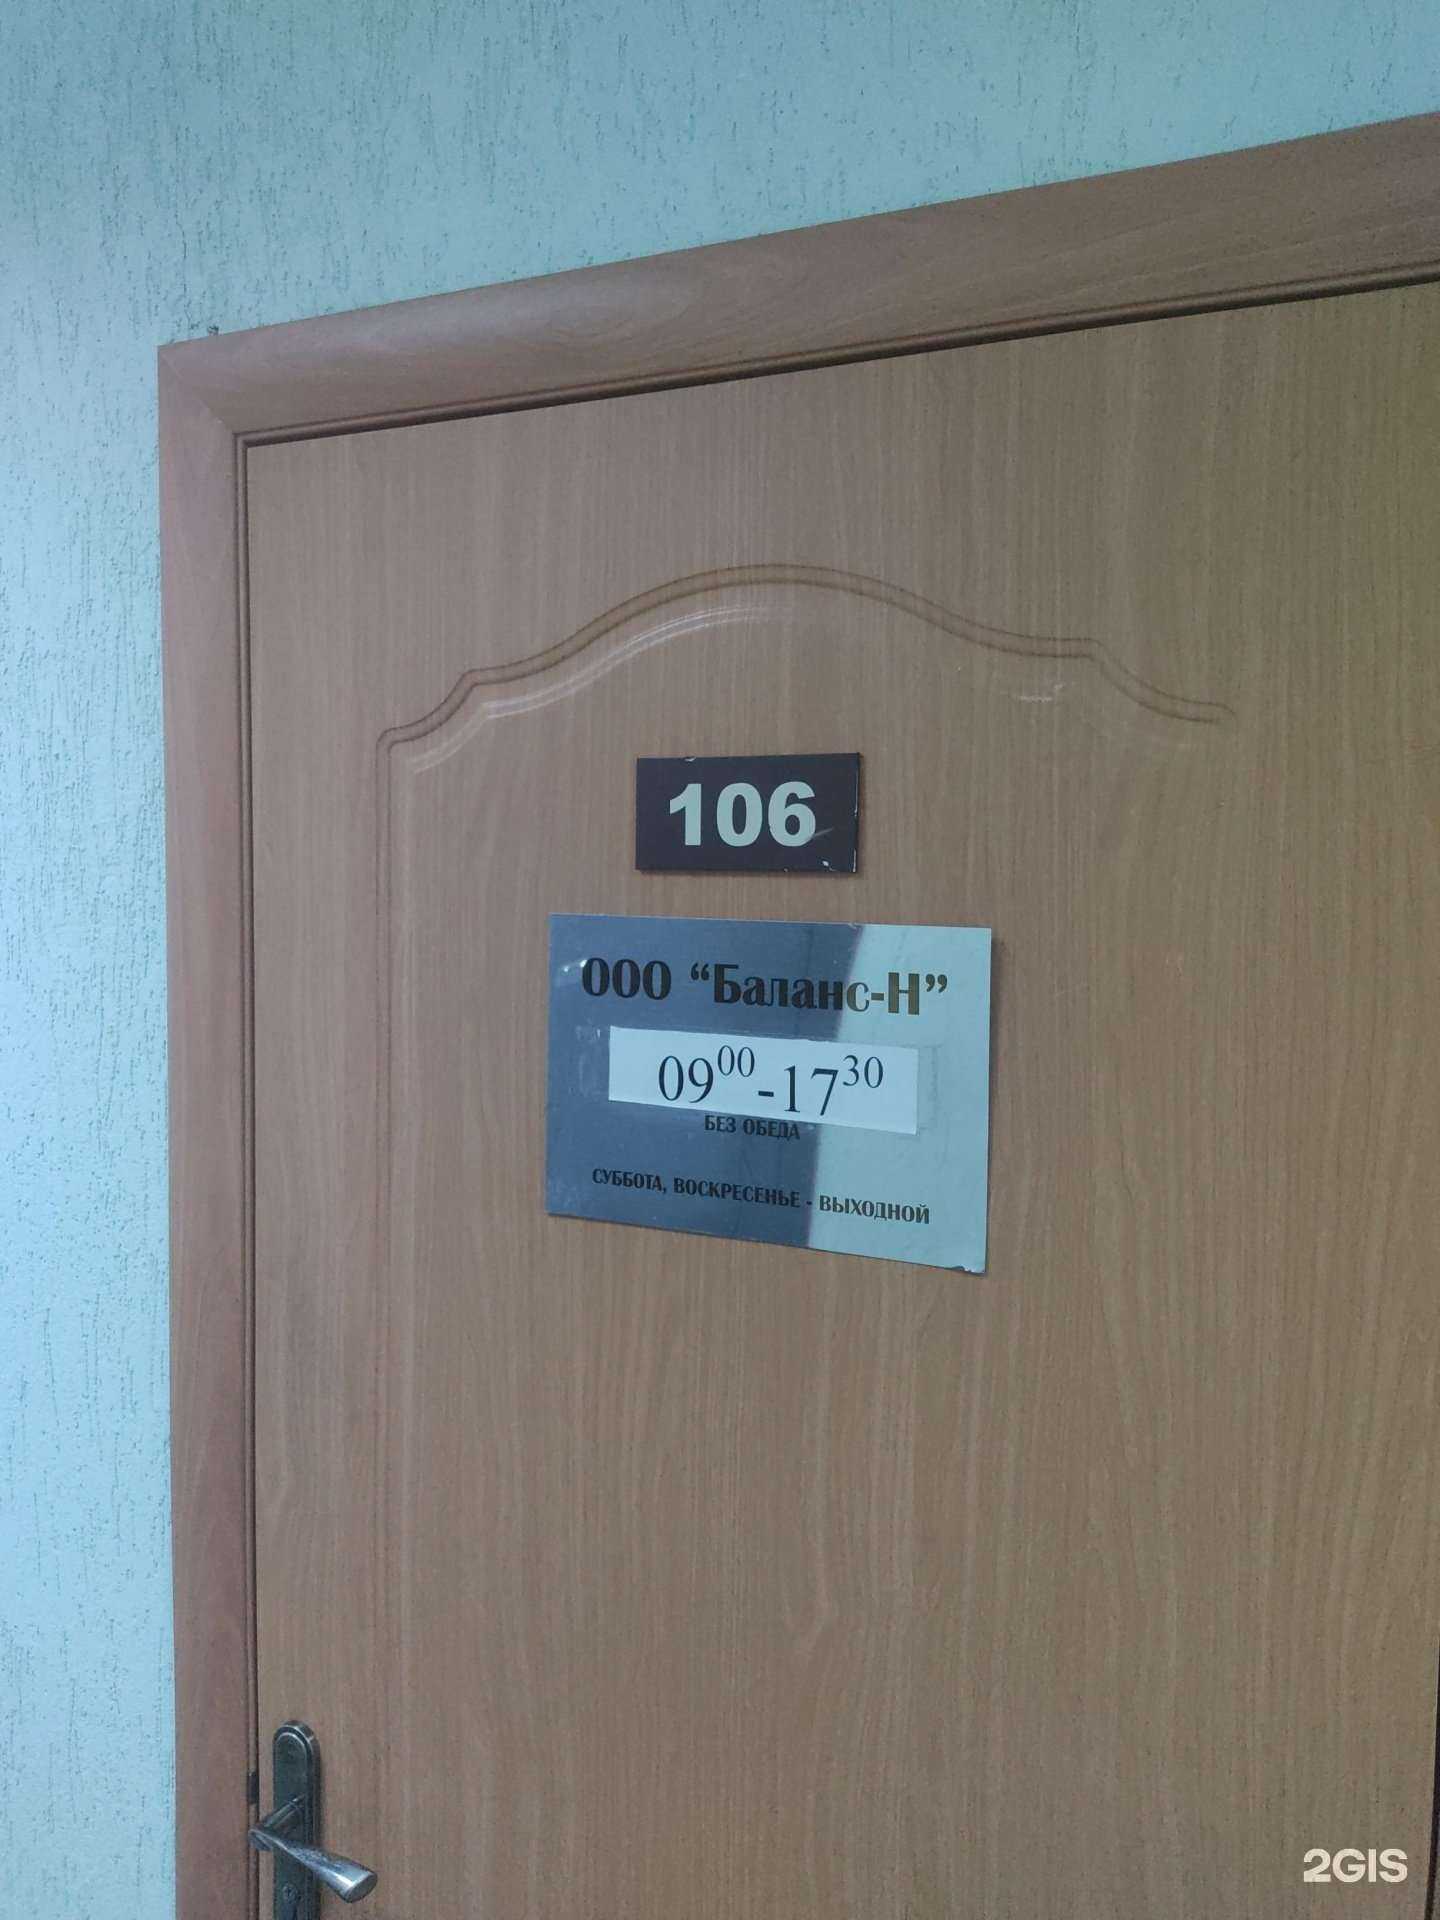 106
ООО “Баланс-Н”
09⁰⁰-17³⁰
БЕЗ ОБЕДА
СУББОТА, ВОСКРЕСЕНЬЕ - ВЫХОДНОЙ
2GIS